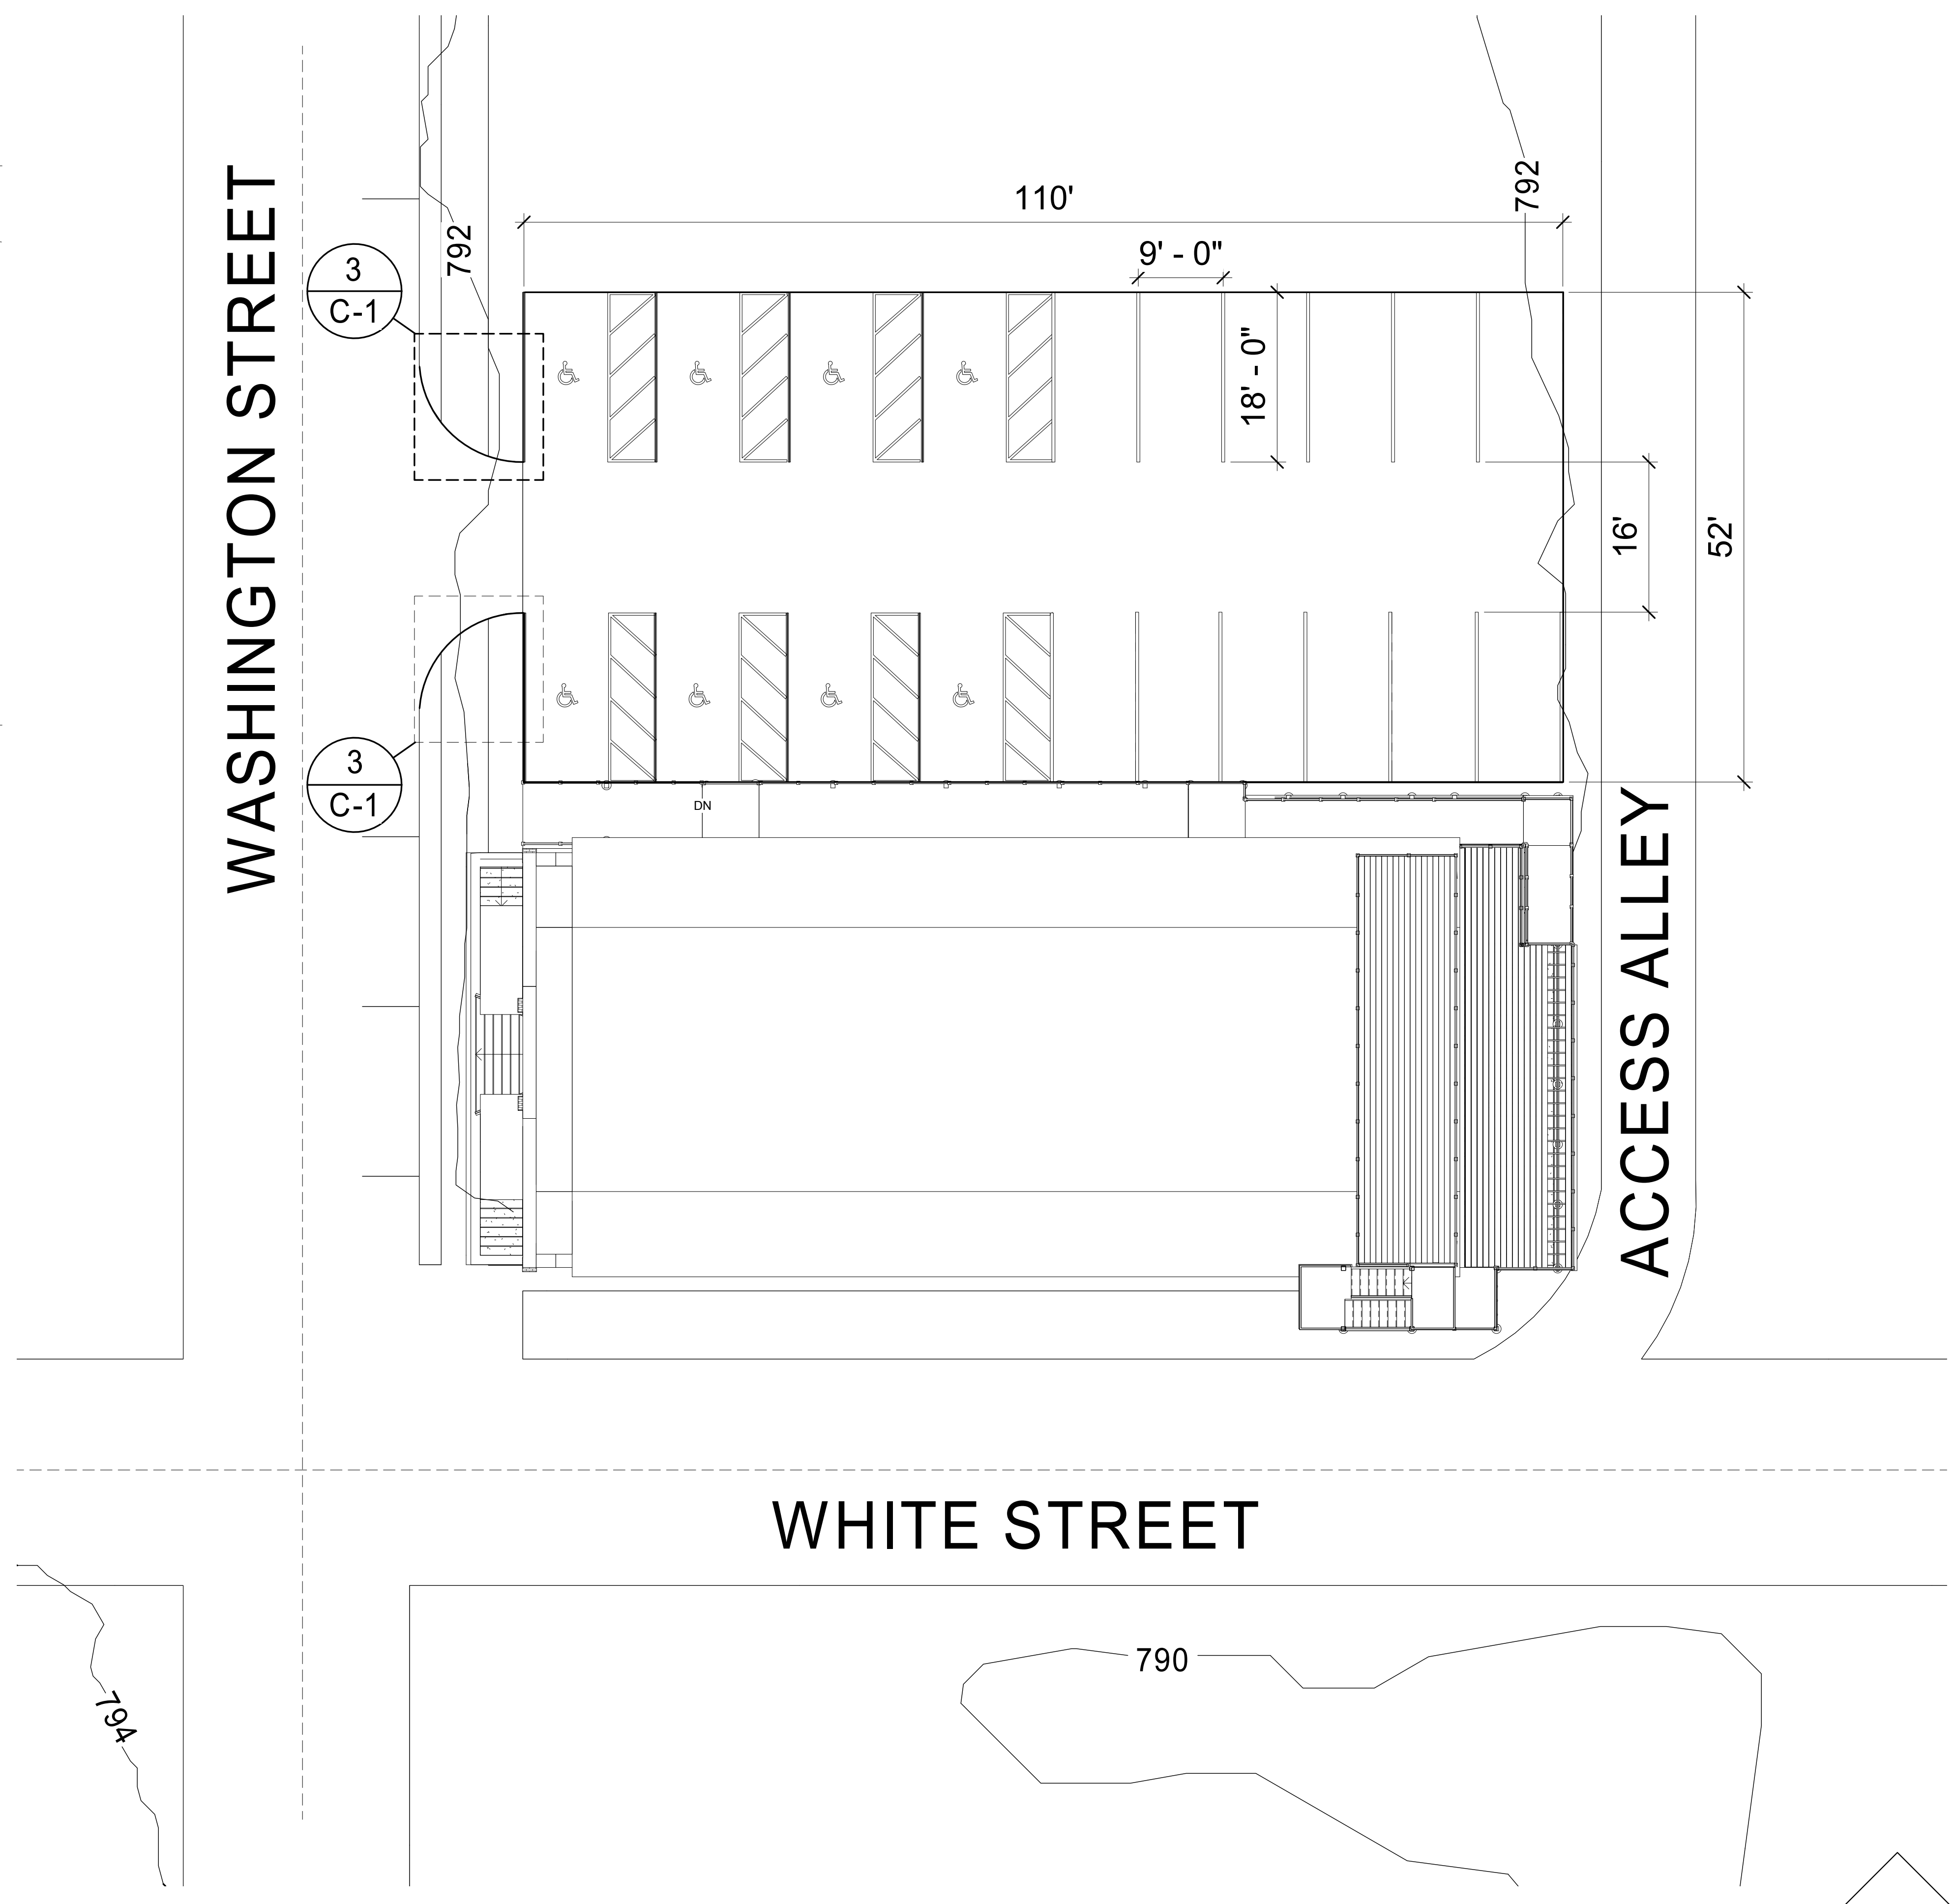 110'
792
9' - 0"
792
3
C-1
18' - 0"
WASHINGTON STREET
16'
52'
3
C-1
DN
ACCESS ALLEY
WHITE STREET
790
794